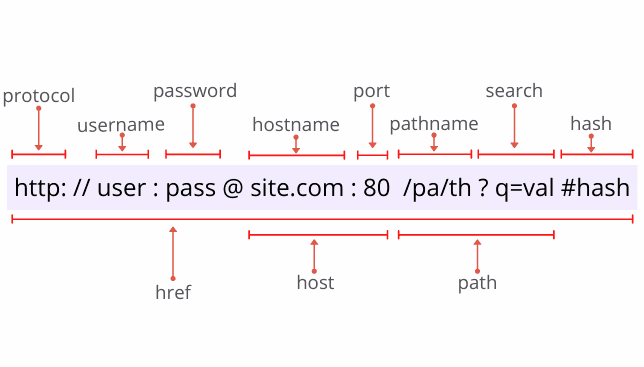 protocol
username
password
hostname
port
pathname
search
hash
http: // user : pass @ site.com : 80 /pa/th ? q=val #hash
href
host
path